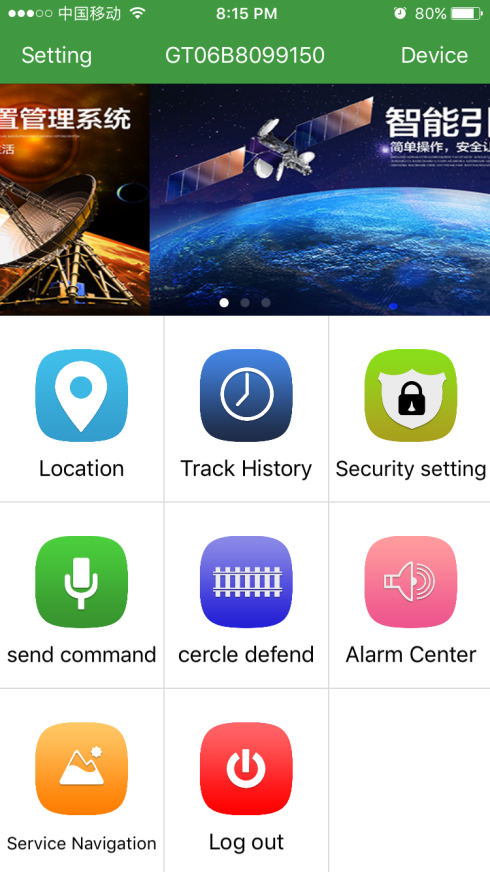 中国移动 8:15 PM 80%
Setting GT06B8099150 Device
置管理系统
活
智能引
简单操作，安全让
Location Track History Security setting
send command cercle defend Alarm Center
Service Navigation Log out